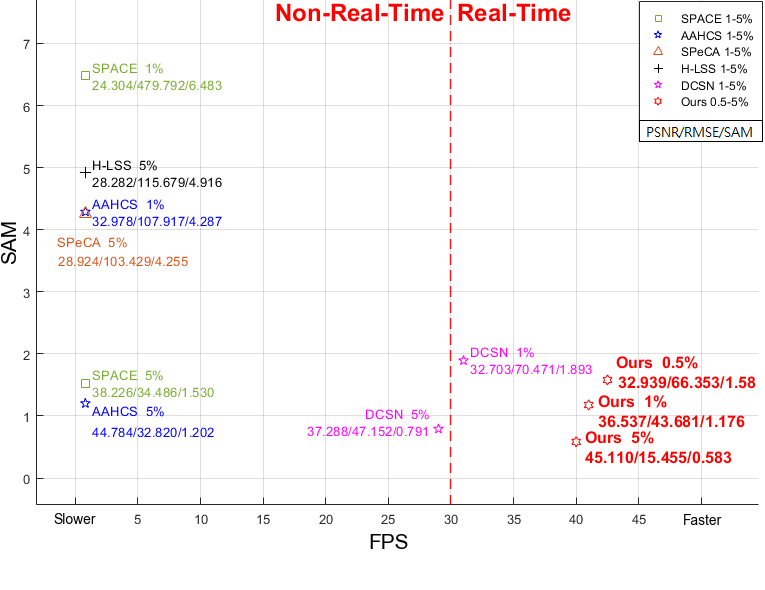 Non-Real-Time Real-Time
SPACE 1-5%
AAHCS 1-5%
SPeCA 1-5%
H-LSS 1-5%
DCSN 1-5%
Ours 0.5-5%
PSNR/RMSE/SAM
7
6
5
4
3
2
1
0
SAM
SPACE 1%
24.304/479.792/6.483
H-LSS 5%
28.282/115.679/4.916
AAHCS 1%
32.978/107.917/4.287
SPeCA 5%
28.924/103.429/4.255
SPACE 5%
38.226/34.486/1.530
AAHCS 5%
44.784/32.820/1.202
DCSN 1%
32.703/70.471/1.893
DCSN 5%
37.288/47.152/0.791
Ours 0.5%
32.939/66.353/1.58
Ours 1%
36.537/43.681/1.176
Ours 5%
45.110/15.455/0.583
Slower 5 10 15 20 25 30 35 40 45 Faster
FPS